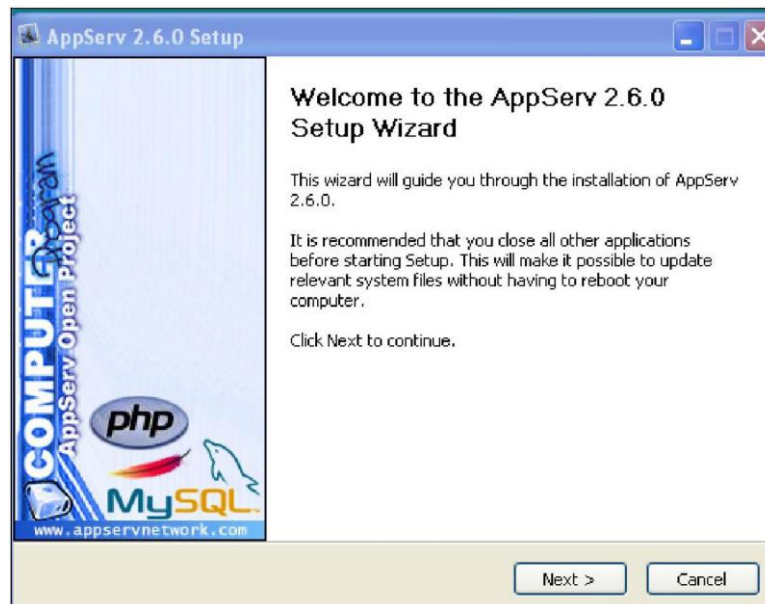 AppServ 2.6.0 Setup
Welcome to the AppServ 2.6.0
Setup Wizard
This wizard will guide you through the installation of AppServ
2.6.0.
It is recommended that you close all other applications
before starting Setup. This will make it possible to update
relevant system files without having to reboot your
computer.
Click Next to continue.
COMPUTER
Program
AppServ Open Project
php
MySQL
www.appservnetwork.com
Next >
Cancel